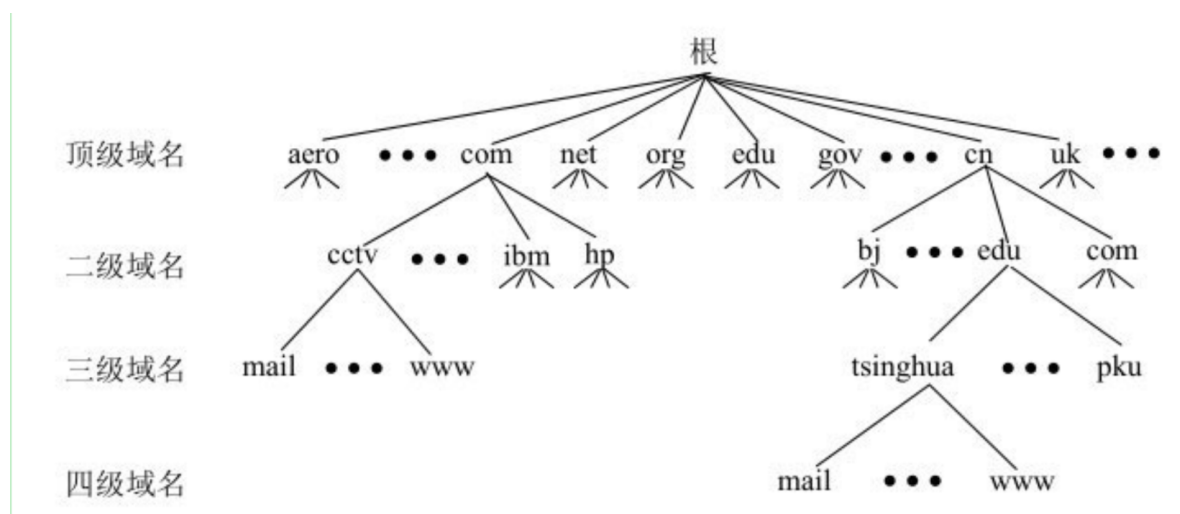 根
顶级域名 aero ••• com net org edu gov ••• cn uk •••
二级域名 cctv ••• ibm hp bj ••• edu com
三级域名 mail ••• www tsinghua ••• pku
四级域名 mail ••• www